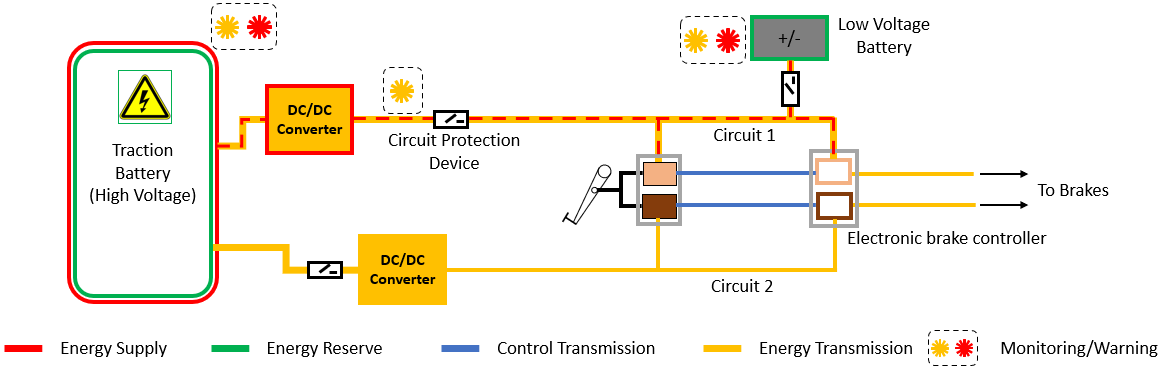 Low Voltage
Battery
+/-
DC/DC
Converter
Circuit Protection
Device
Circuit 1
Traction
Battery
(High Voltage)
To Brakes
Electronic brake controller
DC/DC
Converter
Circuit 2
Energy Supply
Energy Reserve
Control Transmission
Energy Transmission
Monitoring/Warning